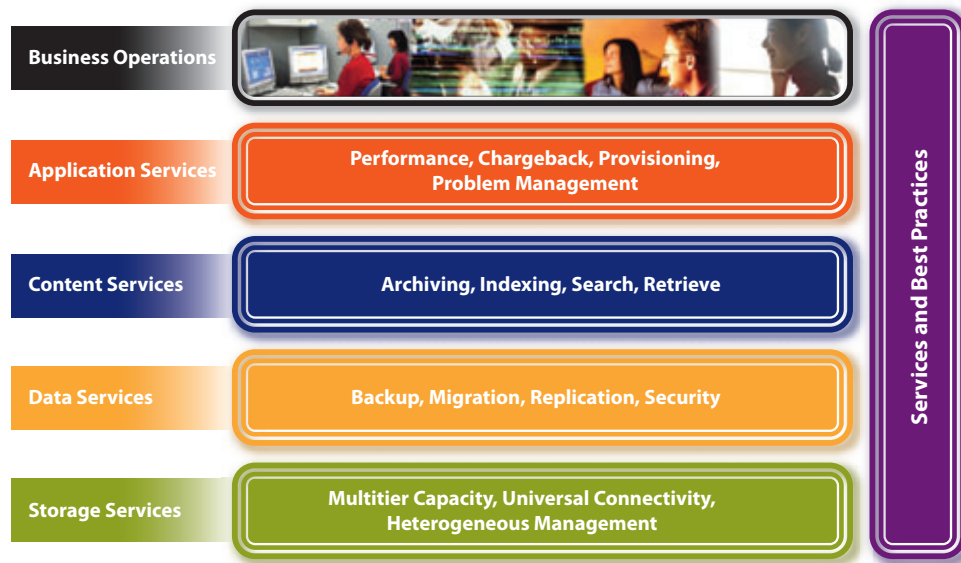 Business Operations
Application Services
Performance, Chargeback, Provisioning,
Problem Management
Content Services
Archiving, Indexing, Search, Retrieve
Data Services
Backup, Migration, Replication, Security
Storage Services
Multitier Capacity, Universal Connectivity,
Heterogeneous Management
Services and Best Practices